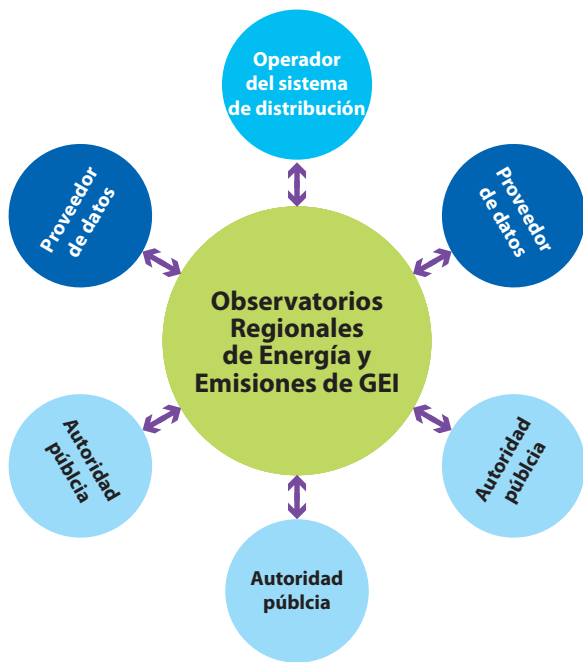 Operador
del sistema
de distribución
Proveedor
de datos
Proveedor
de datos
Observatorios
Regionales
de Energía y
Emisiones de GEI
Autoridad
públcia
Autoridad
públcia
Autoridad
públcia